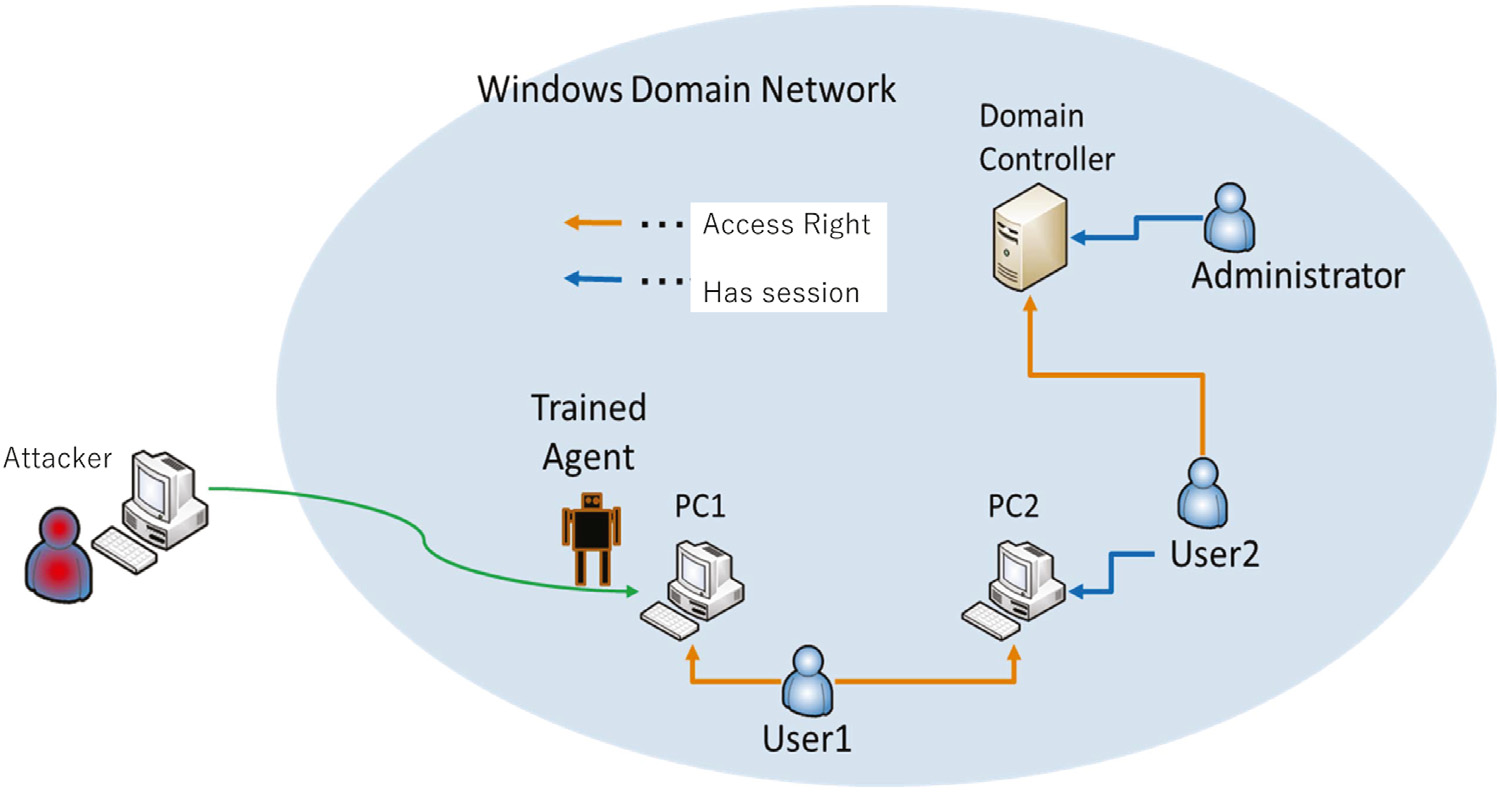 Windows Domain Network
Domain
Controller
... Access Right
... Has session
Administrator
Trained
Agent
Attacker
PC1
PC2
User2
User1